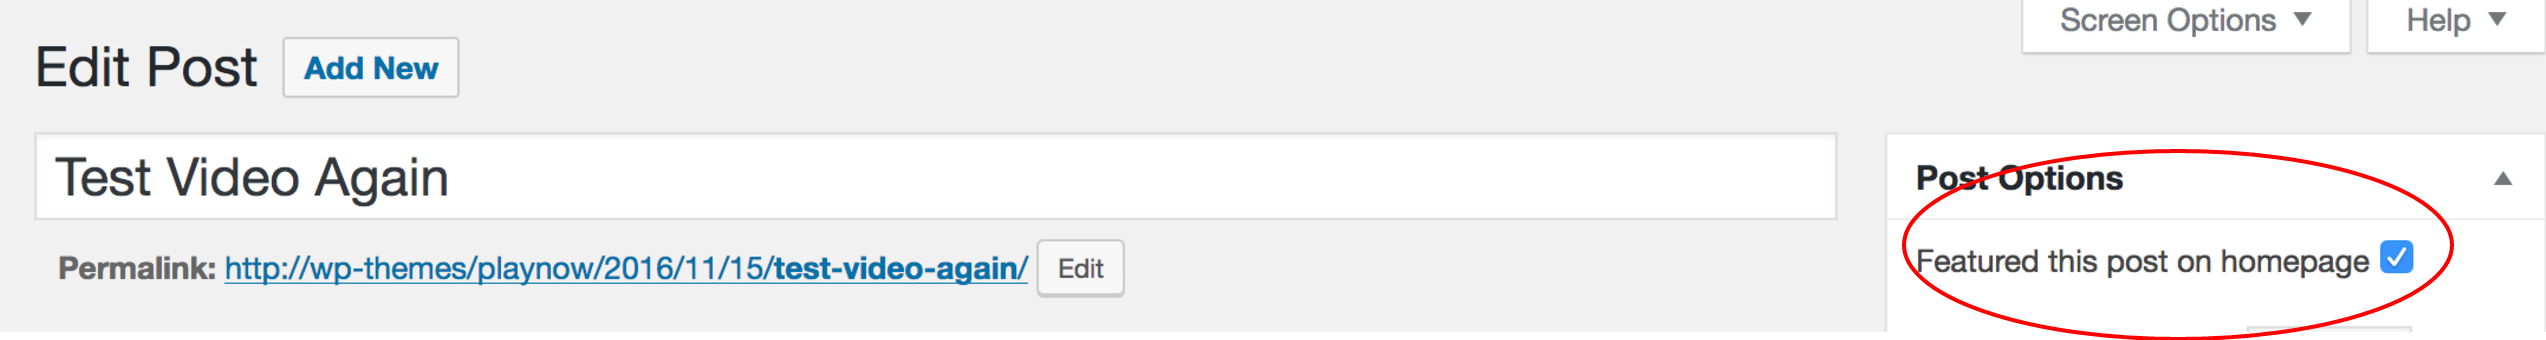 Screen Options ▼ Help ▼
Edit Post Add New
Test Video Again
Post Options ▲
Permalink: http://wp-themes/playnow/2016/11/15/test-video-again/ Edit
Featured this post on homepage